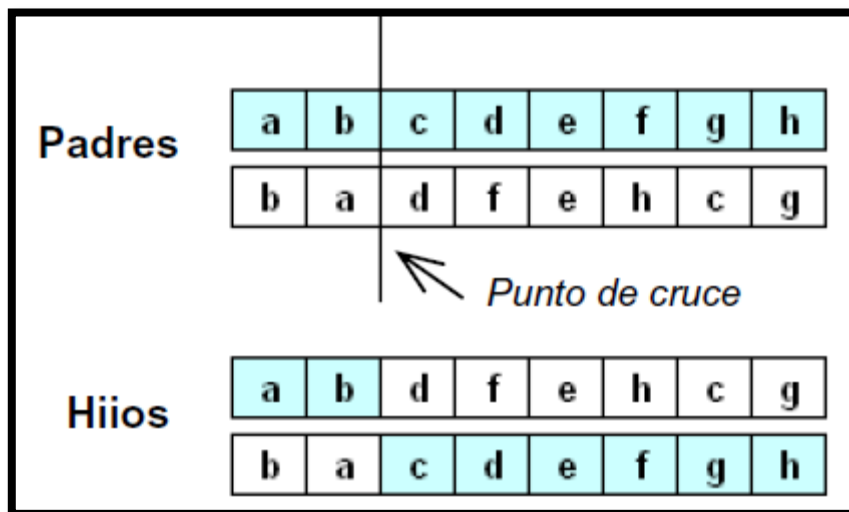 Padres
a b c d e f g h
b a d f e h c g
Punto de cruce
Hiios
a b d f e h c g
b a c d e f g h